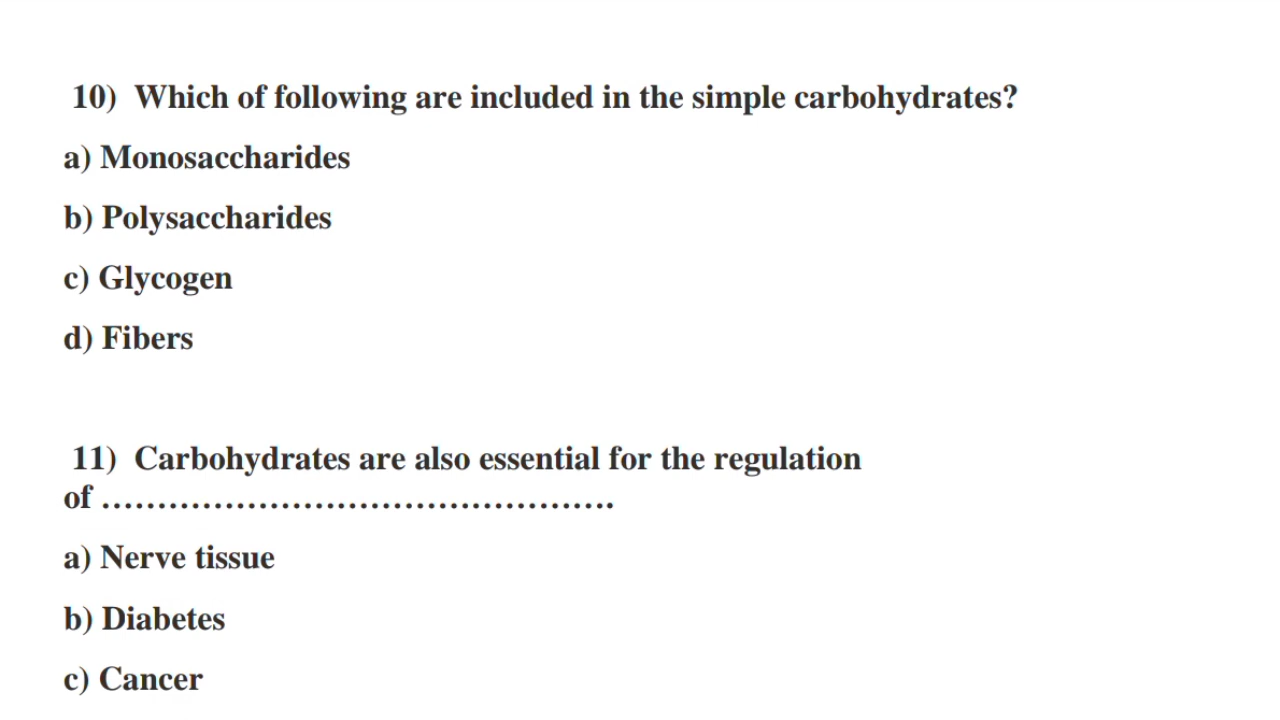 10) Which of following are included in the simple carbohydrates?
a) Monosaccharides
b) Polysaccharides
c) Glycogen
d) Fibers
11) Carbohydrates are also essential for the regulation
of ……………………………………….
a) Nerve tissue
b) Diabetes
c) Cancer